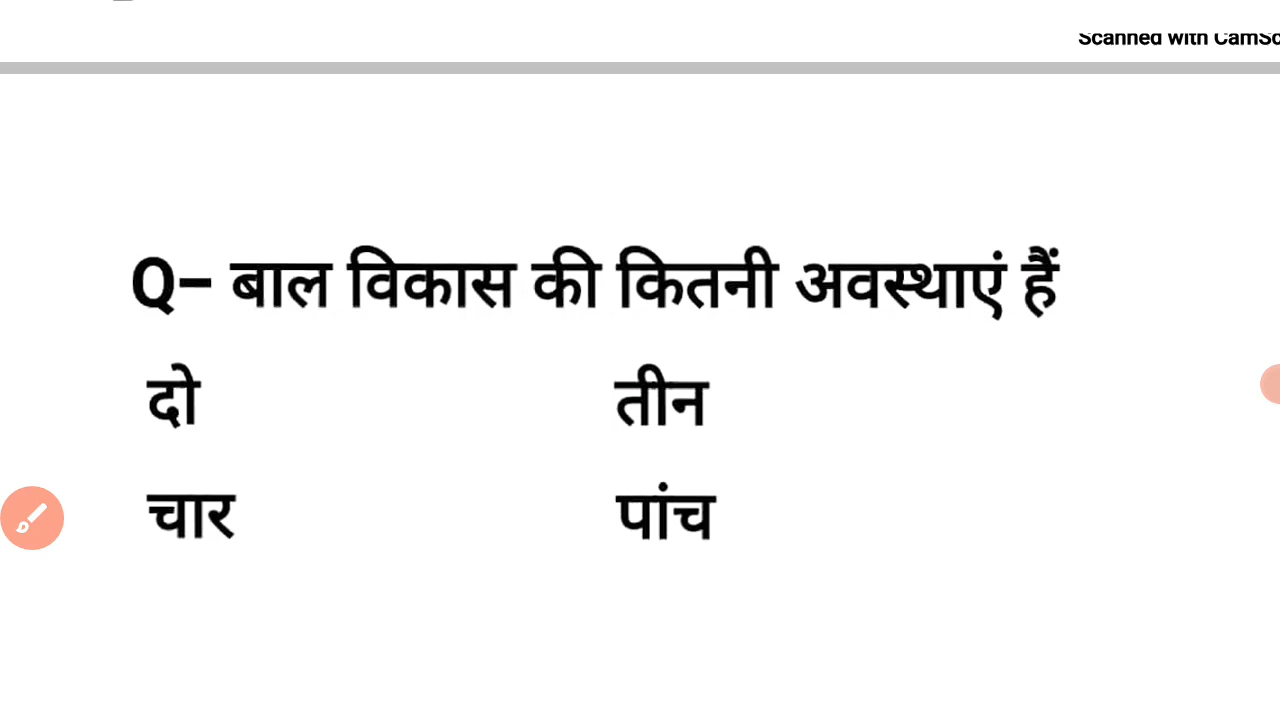 Scanned with CamSc
Q– बाल विकास की कितनी अवस्थाएं हैं
दो तीन
चार पांच